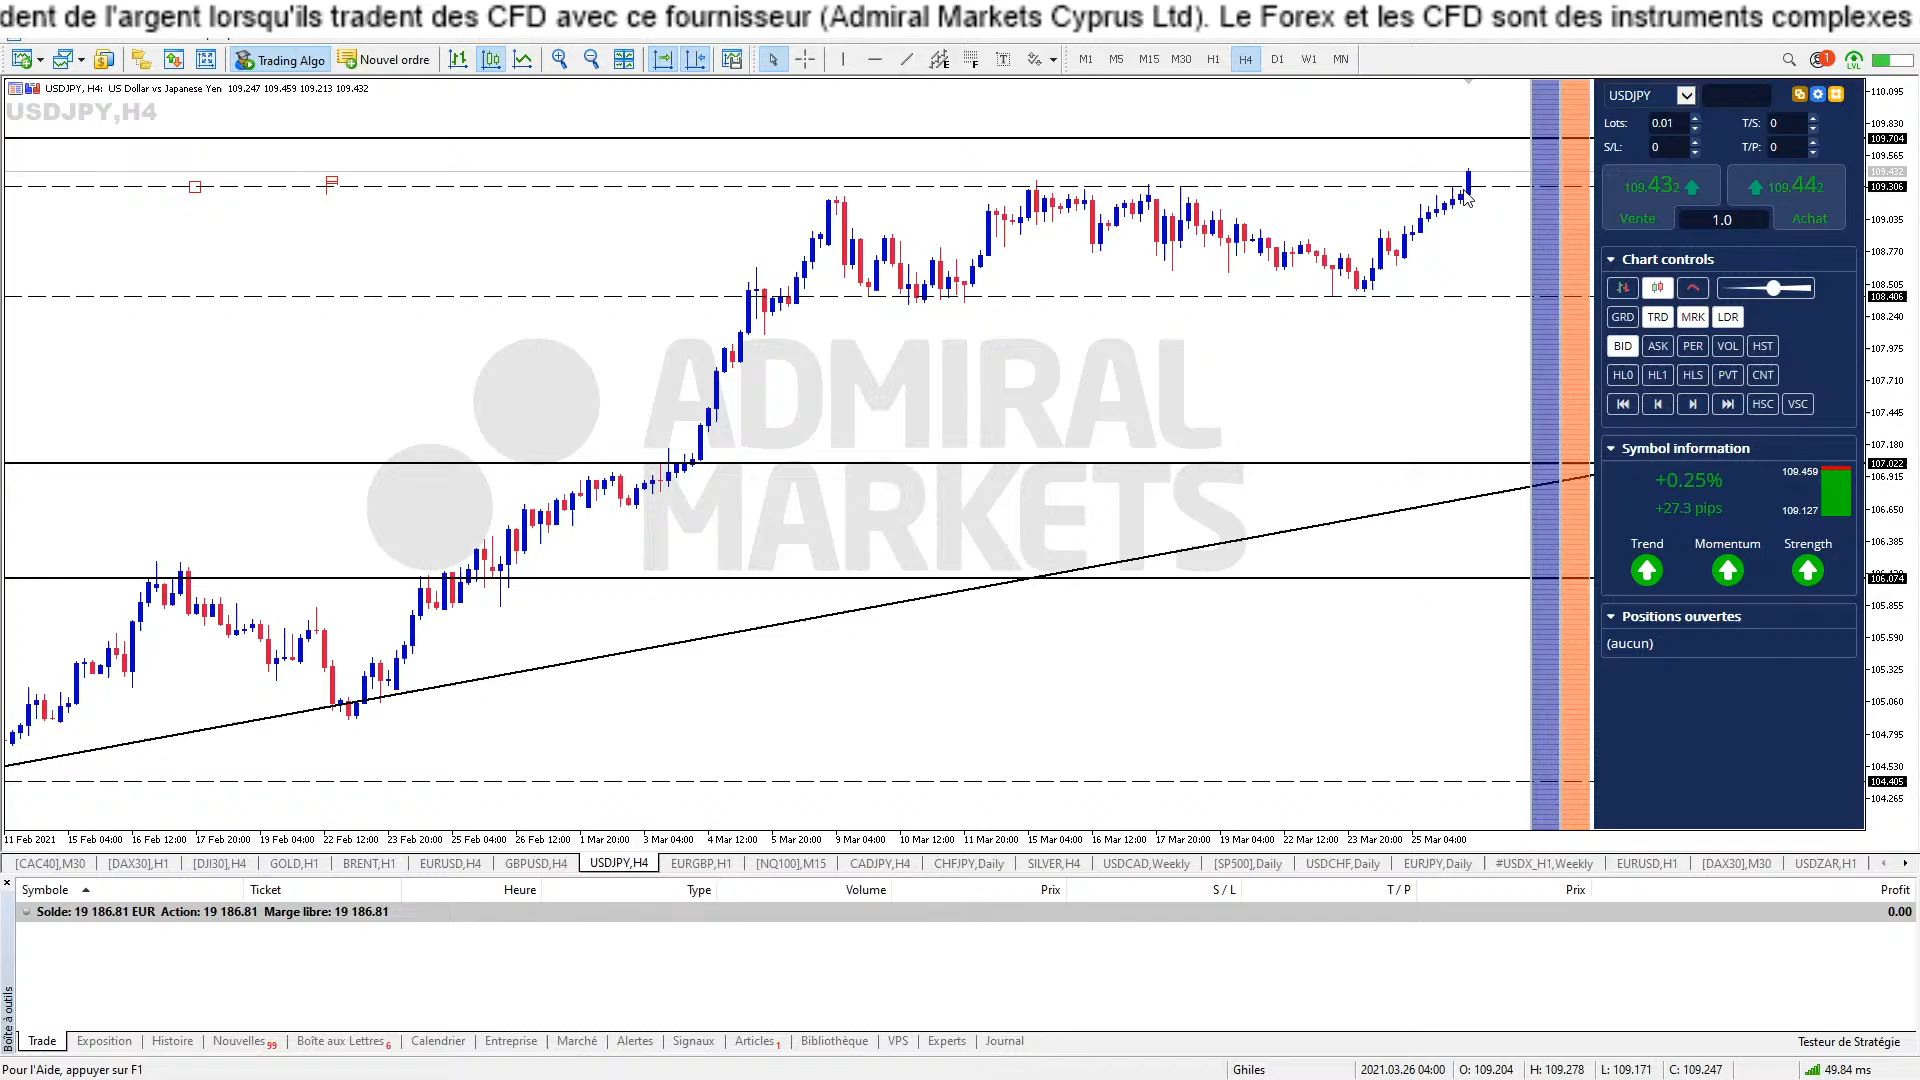 dent de l'argent lorsqu'ils tradent des CFD avec ce fournisseur (Admiral Markets Cyprus Ltd). Le Forex et les CFD sont des instruments complexes
Trading Algo Nouvel ordre M1 M5 M15 M30 H1 H4 D1 W1 MN 1 LVL
USDJPY, H4: US Dollar vs Japanese Yen 109.247 109.459 109.213 109.432
USDJPY,H4
ADMIRAL
MARKETS
110.095
109.830
109.704
109.565
109.432
109.306
109.035
108.770
108.505
108.406
108.240
107.975
107.710
107.445
107.180
107.022
106.915
106.650
106.385
106.074
105.855
105.590
105.325
105.060
104.795
104.530
104.405
104.265
USDJPY
Lots: 0.01 T/S: 0
S/L: 0 T/P: 0
109.432 109.442
Vente 1.0 Achat
Chart controls
GRD TRD MRK LDR
BID ASK PER VOL HST
HL0 HL1 HLS PVT CNT
HSC VSC
Symbol information
+0.25% 109.459
+27.3 pips 109.127
Trend Momentum Strength
Positions ouvertes
(aucun)
11 Feb 2021 15 Feb 04:00 16 Feb 12:00 17 Feb 20:00 19 Feb 04:00 22 Feb 12:00 23 Feb 20:00 25 Feb 04:00 26 Feb 12:00 1 Mar 20:00 3 Mar 04:00 4 Mar 12:00 5 Mar 20:00 9 Mar 04:00 10 Mar 12:00 11 Mar 20:00 15 Mar 04:00 16 Mar 12:00 17 Mar 20:00 19 Mar 04:00 22 Mar 12:00 23 Mar 20:00 25 Mar 04:00
[CAC40],M30 [DAX30],H1 [DJI30],H4 GOLD,H1 BRENT,H1 EURUSD,H4 GBPUSD,H4 USDJPY,H4 EURGBP,H1 [NQ100],M15 CADJPY,H4 CHFJPY,Daily SILVER,H4 USDCAD,Weekly [SP500],Daily USDCHF,Daily EURJPY,Daily #USDX_H1,Weekly EURUSD,H1 [DAX30],M30 USDZAR,H1
Symbole Ticket Heure Type Volume Prix S / L T / P Prix Profit
Solde: 19 186.81 EUR Action: 19 186.81 Marge libre: 19 186.81 0.00
Boîte à outils
Trade Exposition Histoire Nouvelles 99 Boîte aux Lettres 6 Calendrier Entreprise Marché Alertes Signaux Articles 1 Bibliothèque VPS Experts Journal Testeur de Stratégie
Pour l'Aide, appuyer sur F1 Ghiles 2021.03.26 04:00 O: 109.204 H: 109.278 L: 109.171 C: 109.247 49.84 ms